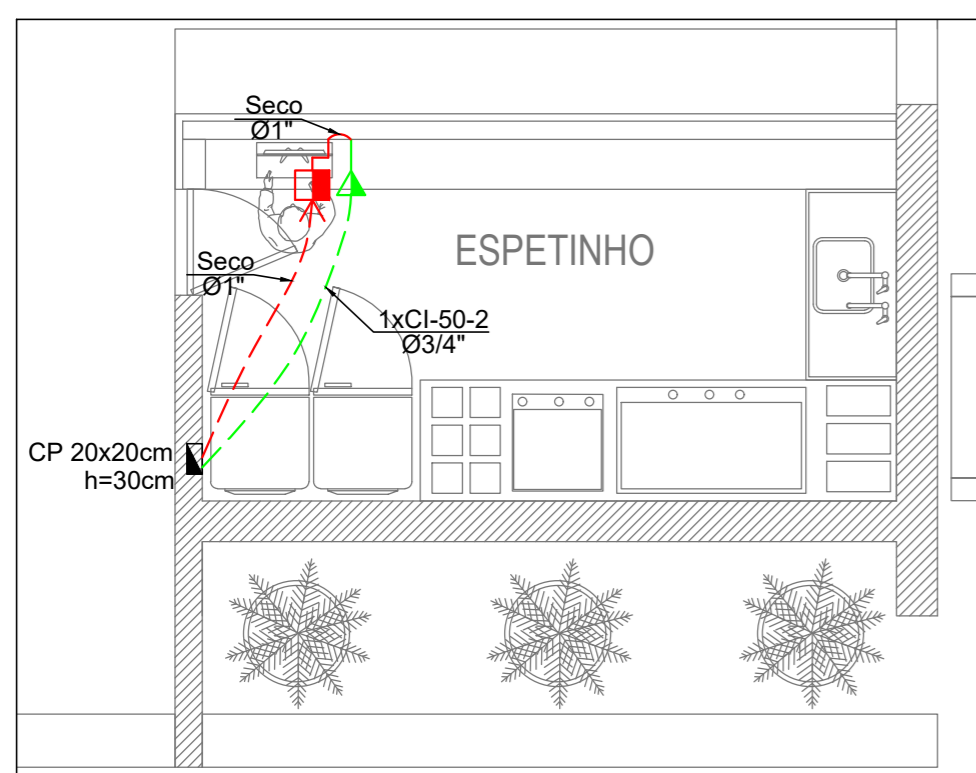 Seco
Ø1"
ESPETINHO
Seco
Ø1"
1xCI-50-2
Ø3/4"
CP 20x20cm
h=30cm